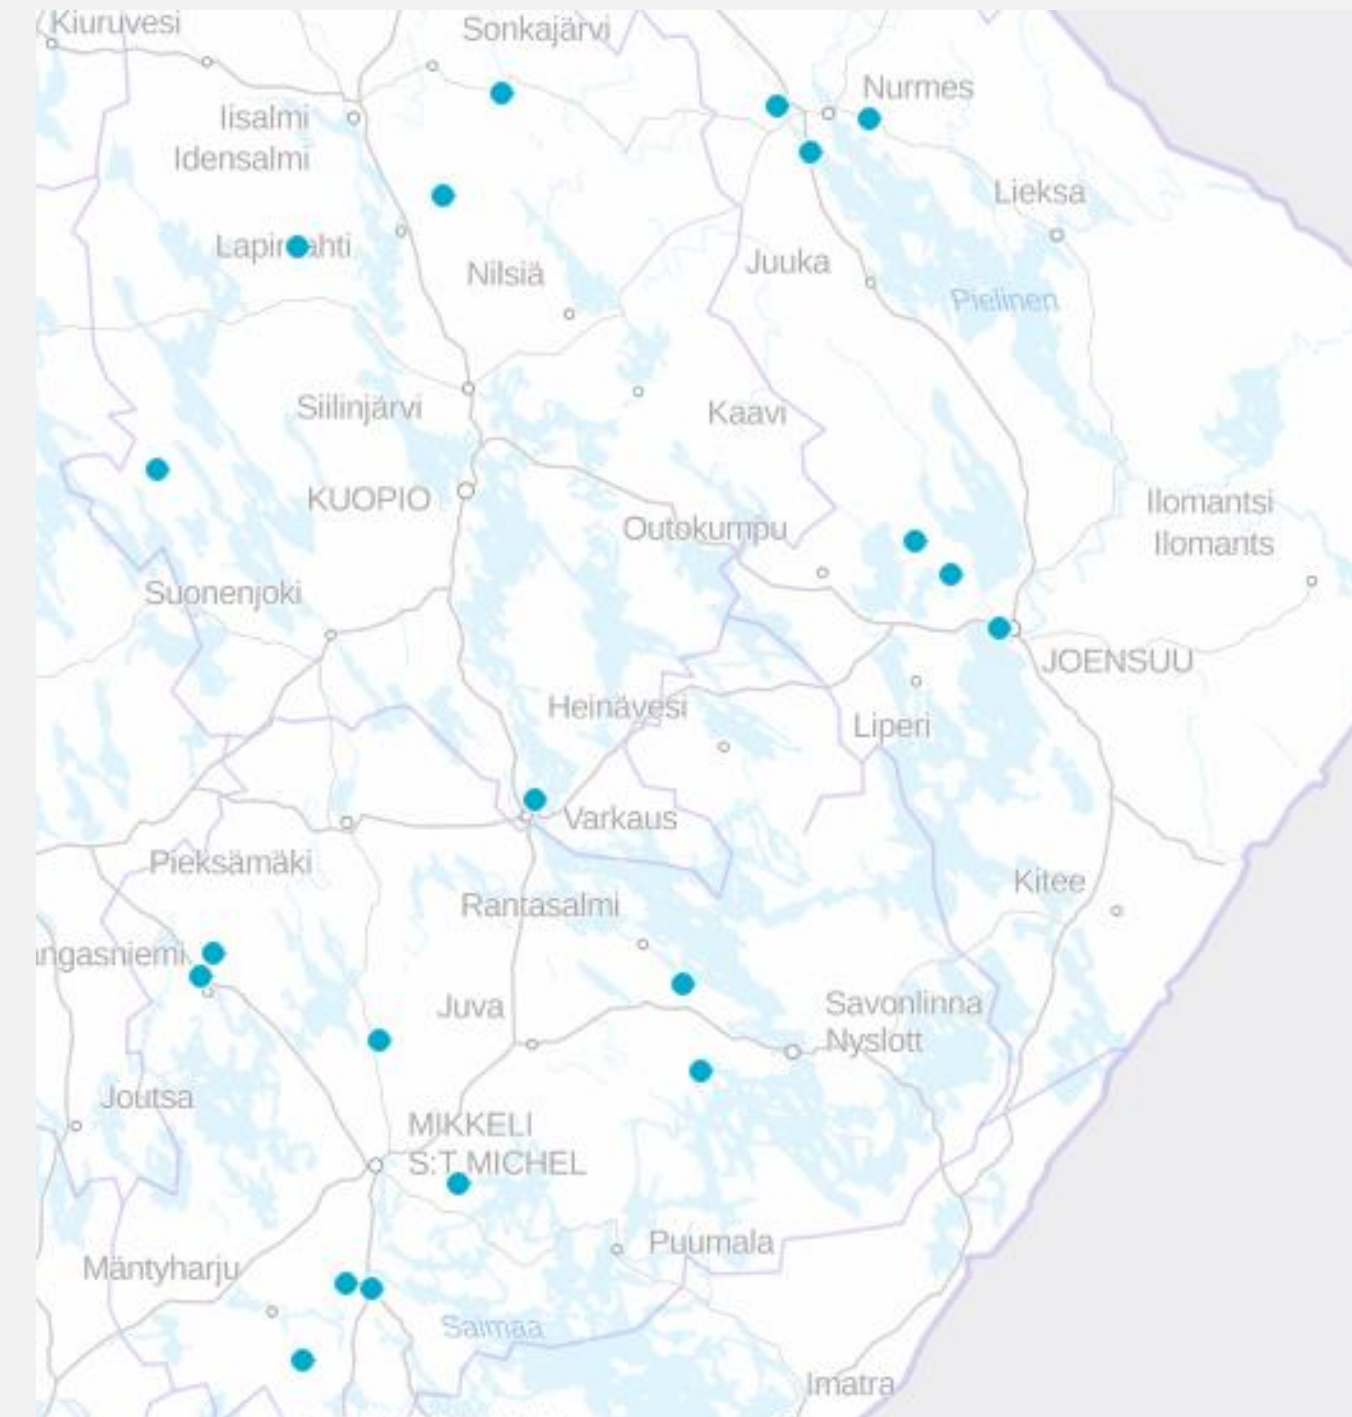 Kiuruvesi
Sonkajärvi
Nurmes
Iisalmi
Idensalmi
Lieksa
Juuka
Nilsiä
Pielinen
Siilinjärvi
Kaavi
KUOPIO
Ilomantsi
Ilomants
Outokumpu
Suonenjoki
JOENSUU
Heinävesi
Liperi
Varkaus
Pieksämäki
Kitee
Rantasalmi
angasniemi
Juva
Savonlinna
Nyslott
Joutsa
MIKKELI
S:T MICHEL
Puumala
Mäntyharju
Saimaa
Imatra